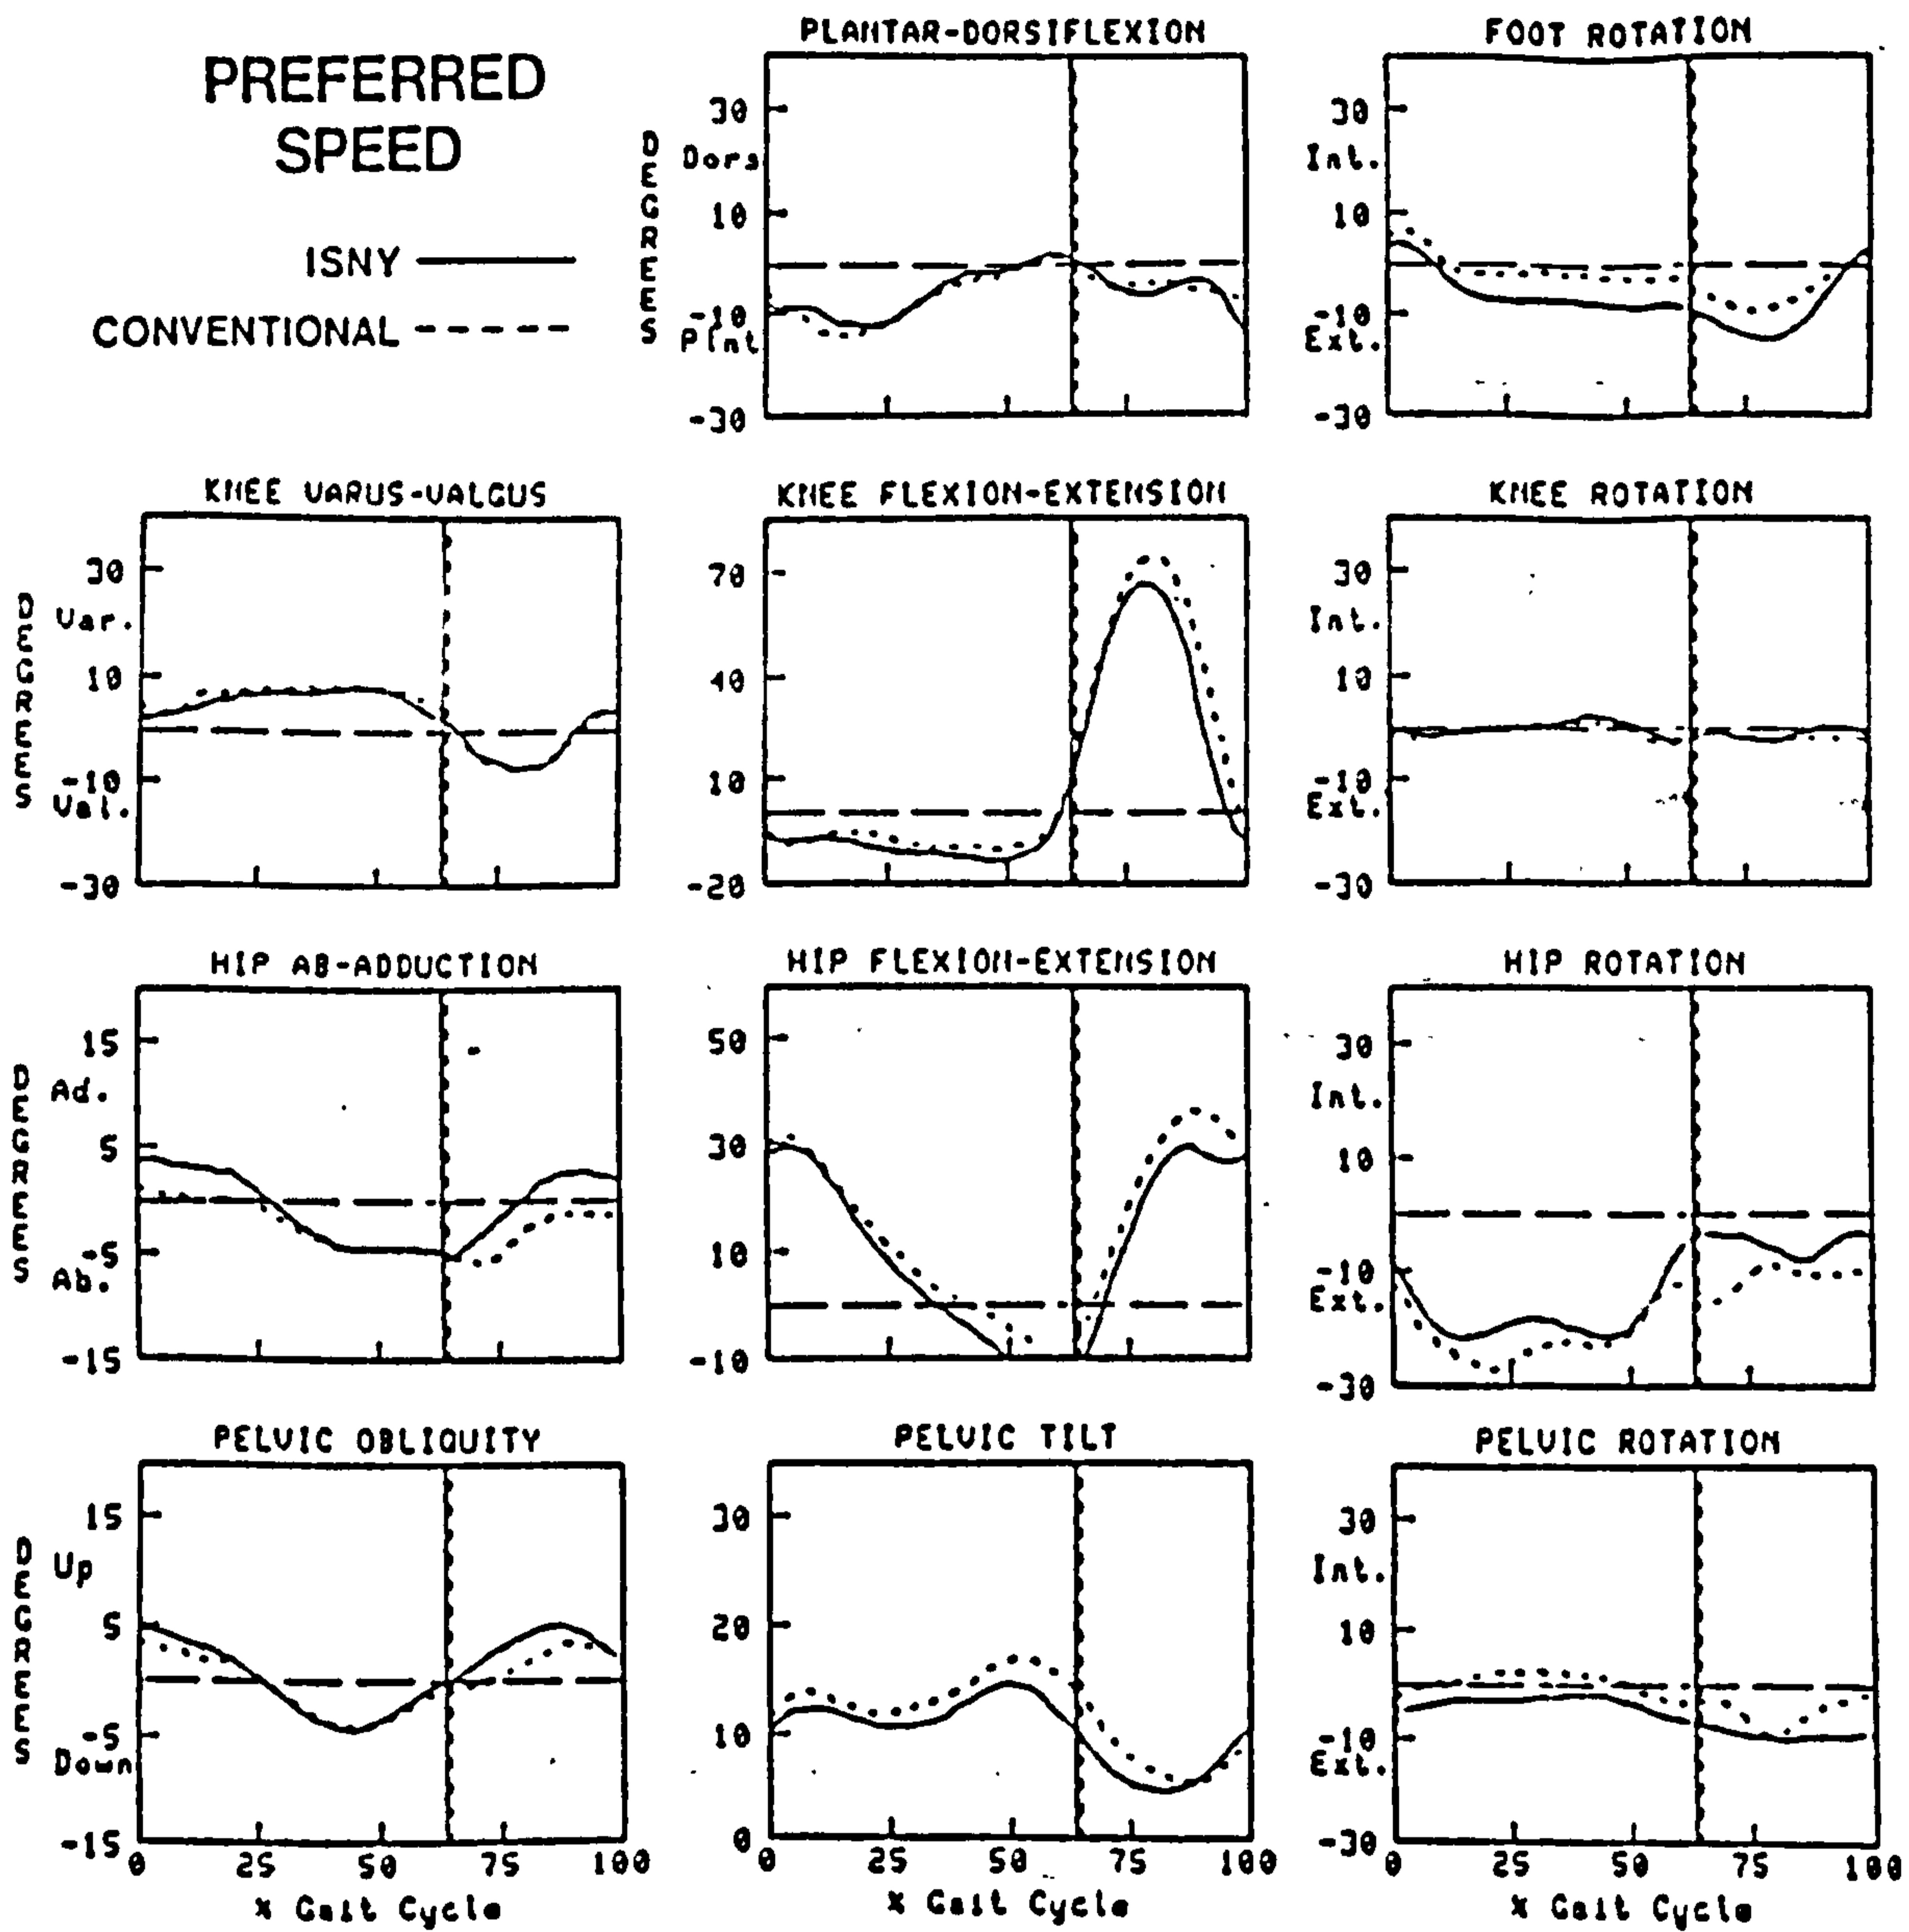 PREFERRED
SPEED
ISNY
CONVENTIONAL
PLANTAR-DORSIFLEXION
DEGREES
30
Dors
10
-10
Plnt
-30
FOOT ROTATION
30
Int.
10
-10
Ext.
-30
KNEE VARUS-VALGUS
DEGREES
30
Var.
10
-10
Val.
-30
KNEE FLEXION-EXTENSION
70
40
10
-20
KNEE ROTATION
30
Int.
10
-10
Ext.
-30
HIP AB-ADDUCTION
DEGREES
15
Ad.
5
-5
Ab.
-15
HIP FLEXION-EXTENSION
50
30
10
-10
HIP ROTATION
30
Int.
10
-10
Ext.
-30
PELVIC OBLIQUITY
DEGREES
15
Up
5
-5
Down
-15
0 25 50 75 100
% Gait Cycle
PELVIC TILT
30
20
10
0
0 25 50 75 100
% Gait Cycle
PELVIC ROTATION
30
Int.
10
-10
Ext.
-30
0 25 50 75 100
% Gait Cycle